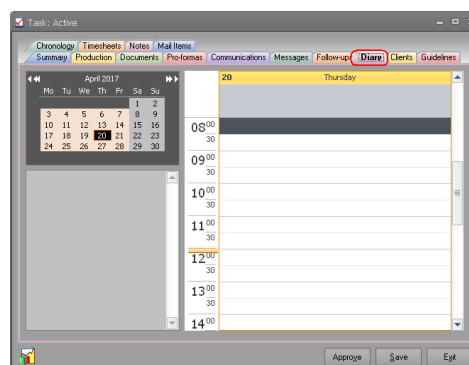 Task: Active
Chronology Timesheets Notes Mail Items
Summary Production Documents Pro-formas Communications Messages Follow-ups Diary Clients Guidelines
April 2017
Mo Tu We Th Fr Sa Su
1 2
3 4 5 6 7 8 9
10 11 12 13 14 15 16
17 18 19 20 21 22 23
24 25 26 27 28 29 30
20 Thursday
08 00
30
09 00
30
10 00
30
11 00
30
12 00
30
13 00
30
14 00
Approve Save Exit